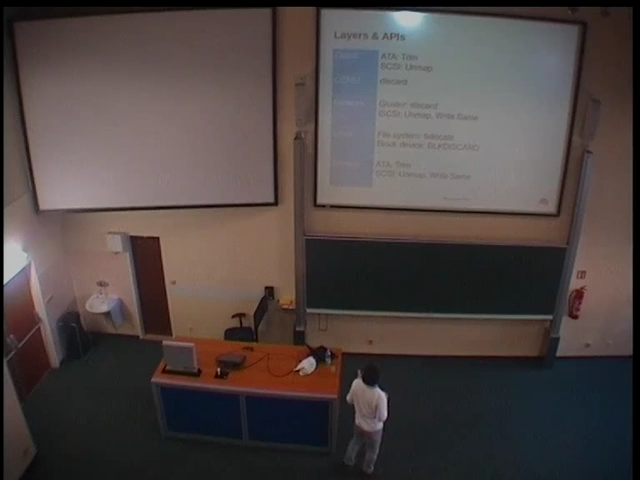 Layers & APIs
ATA: Trim
SCSI: Unmap
discard
Gluster: discard
iSCSI: Unmap, Write Same
File system: fallocate
Block device: BLKDISCARD
ATA: Trim
SCSI: Unmap, Write Same